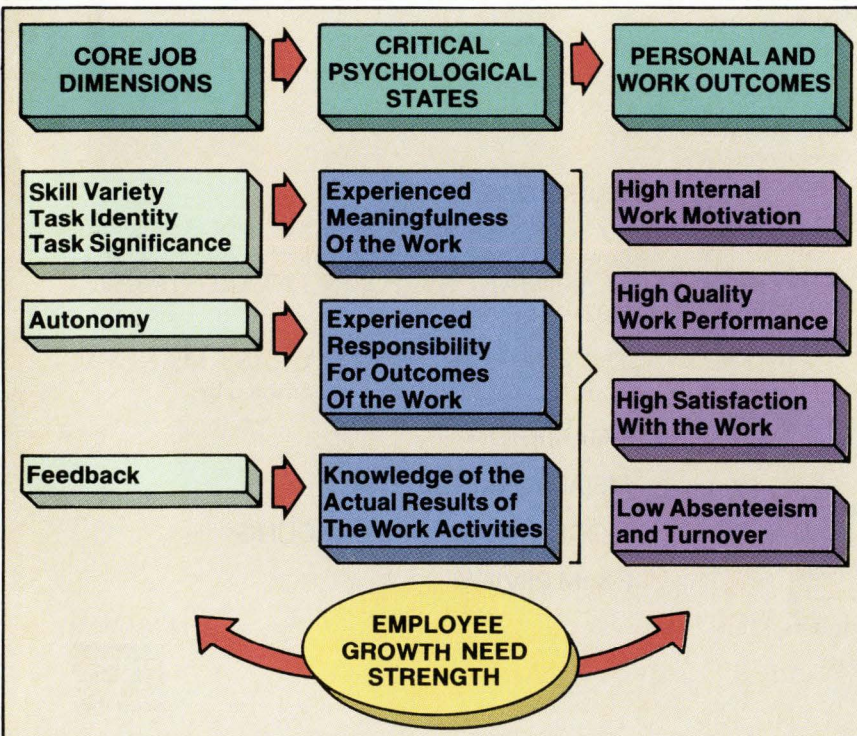 CORE JOB
DIMENSIONS
CRITICAL
PSYCHOLOGICAL
STATES
PERSONAL AND
WORK OUTCOMES
Skill Variety
Task Identity
Task Significance
Experienced
Meaningfulness
Of the Work
High Internal
Work Motivation
Autonomy
Experienced
Responsibility
For Outcomes
Of the Work
High Quality
Work Performance
High Satisfaction
With the Work
Feedback
Knowledge of the
Actual Results of
The Work Activities
Low Absenteeism
and Turnover
EMPLOYEE
GROWTH NEED
STRENGTH